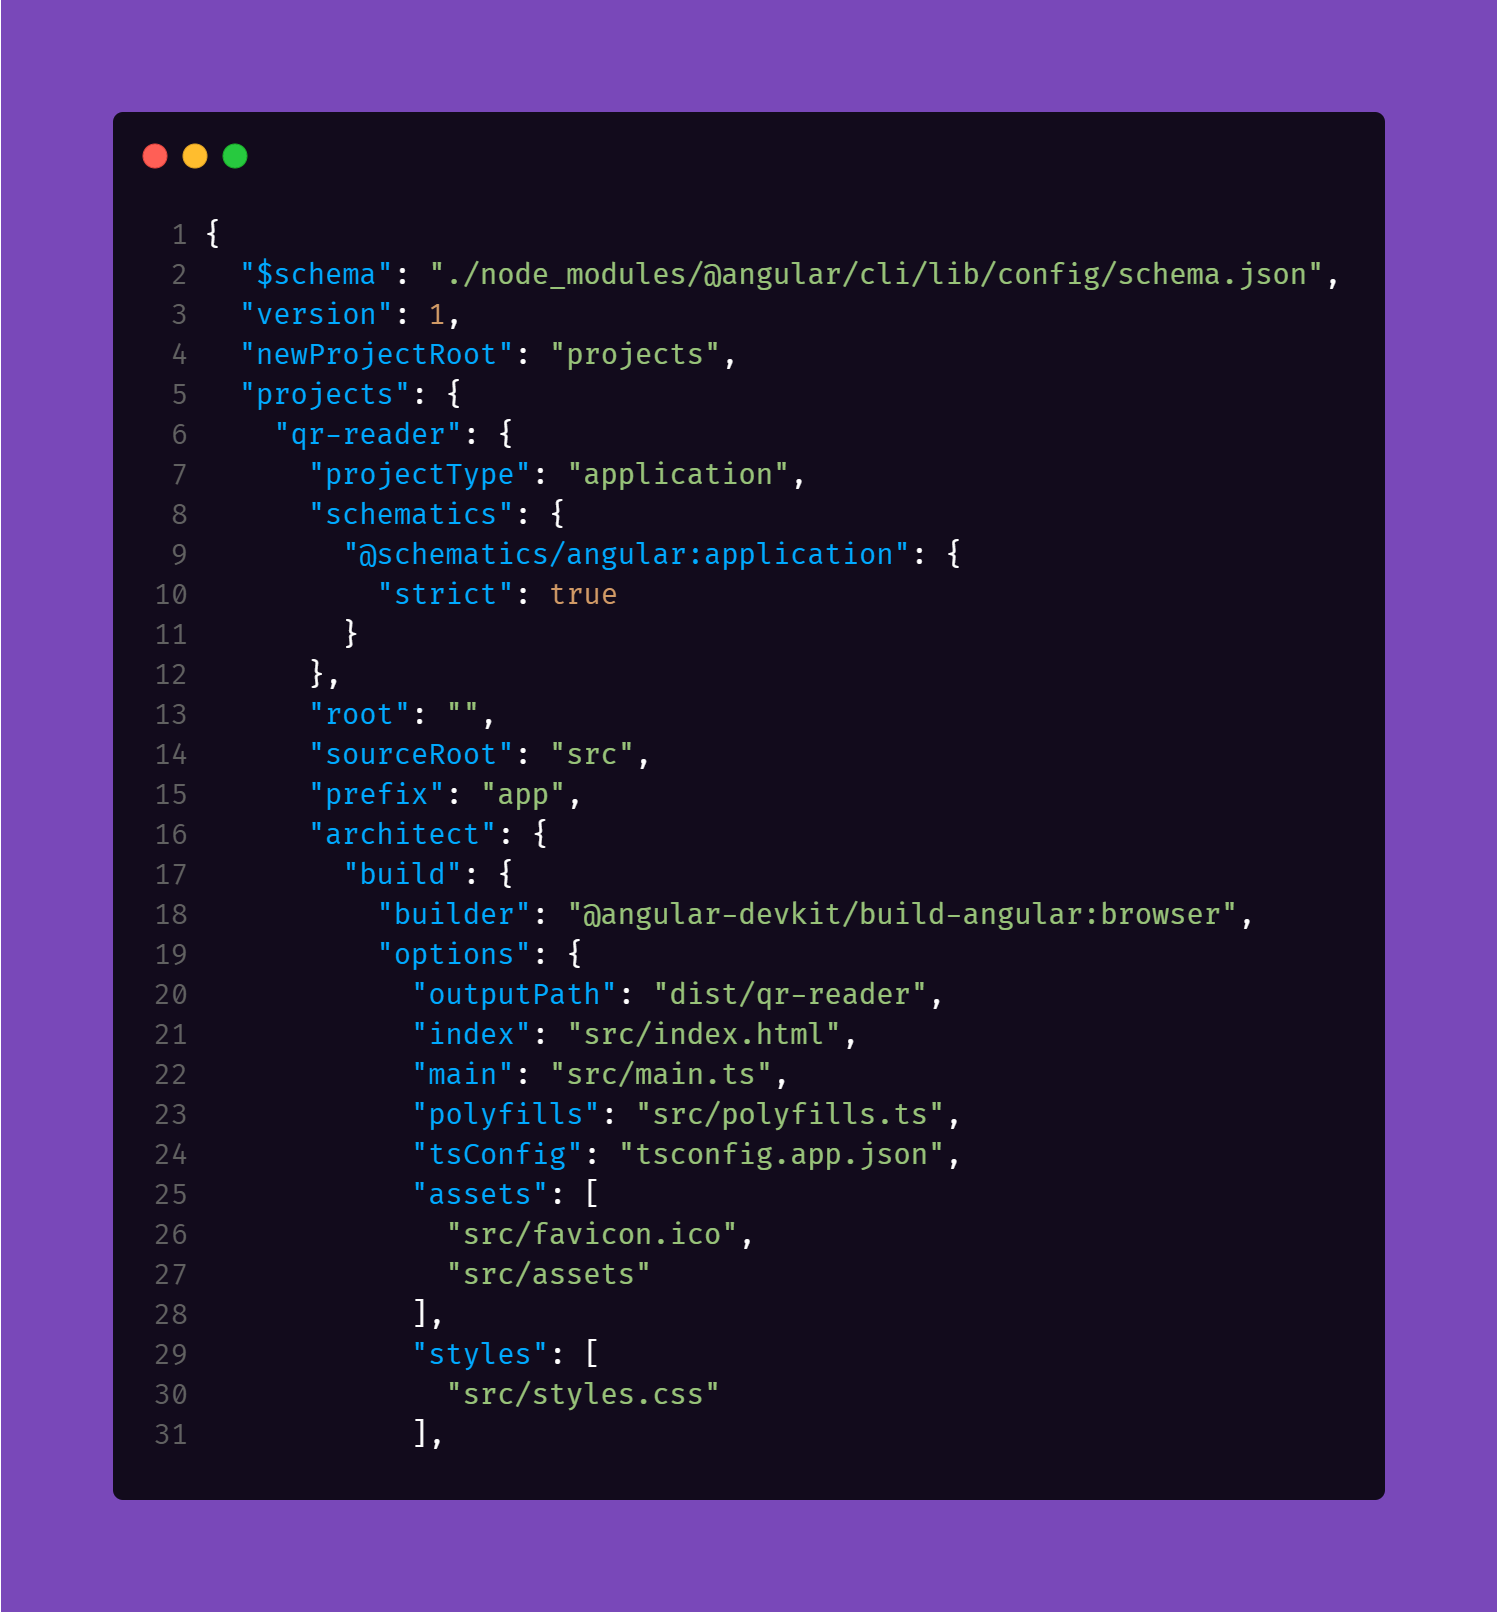 1 {
2   "$schema": "./node_modules/@angular/cli/lib/config/schema.json",
3   "version": 1,
4   "newProjectRoot": "projects",
5   "projects": {
6     "qr-reader": {
7       "projectType": "application",
8       "schematics": {
9         "@schematics/angular:application": {
10           "strict": true
11         }
12       },
13       "root": "",
14       "sourceRoot": "src",
15       "prefix": "app",
16       "architect": {
17         "build": {
18           "builder": "@angular-devkit/build-angular:browser",
19           "options": {
20             "outputPath": "dist/qr-reader",
21             "index": "src/index.html",
22             "main": "src/main.ts",
23             "polyfills": "src/polyfills.ts",
24             "tsConfig": "tsconfig.app.json",
25             "assets": [
26               "src/favicon.ico",
27               "src/assets"
28             ],
29             "styles": [
30               "src/styles.css"
31             ],